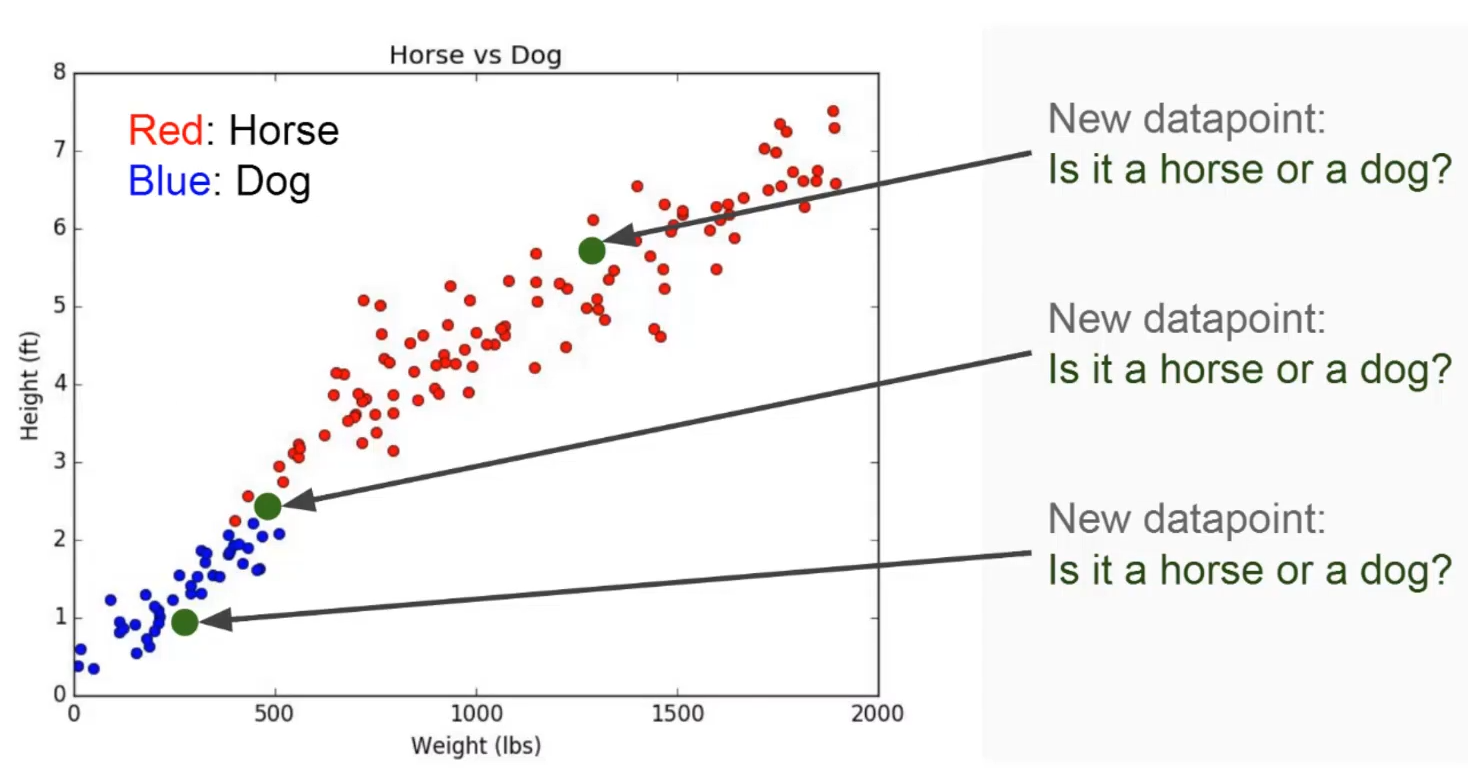 Horse vs Dog
Red: Horse
Blue: Dog
8
7
6
5
4
3
2
1
0
Height (ft)
0 500 1000 1500 2000
Weight (lbs)
New datapoint:
Is it a horse or a dog?
New datapoint:
Is it a horse or a dog?
New datapoint:
Is it a horse or a dog?